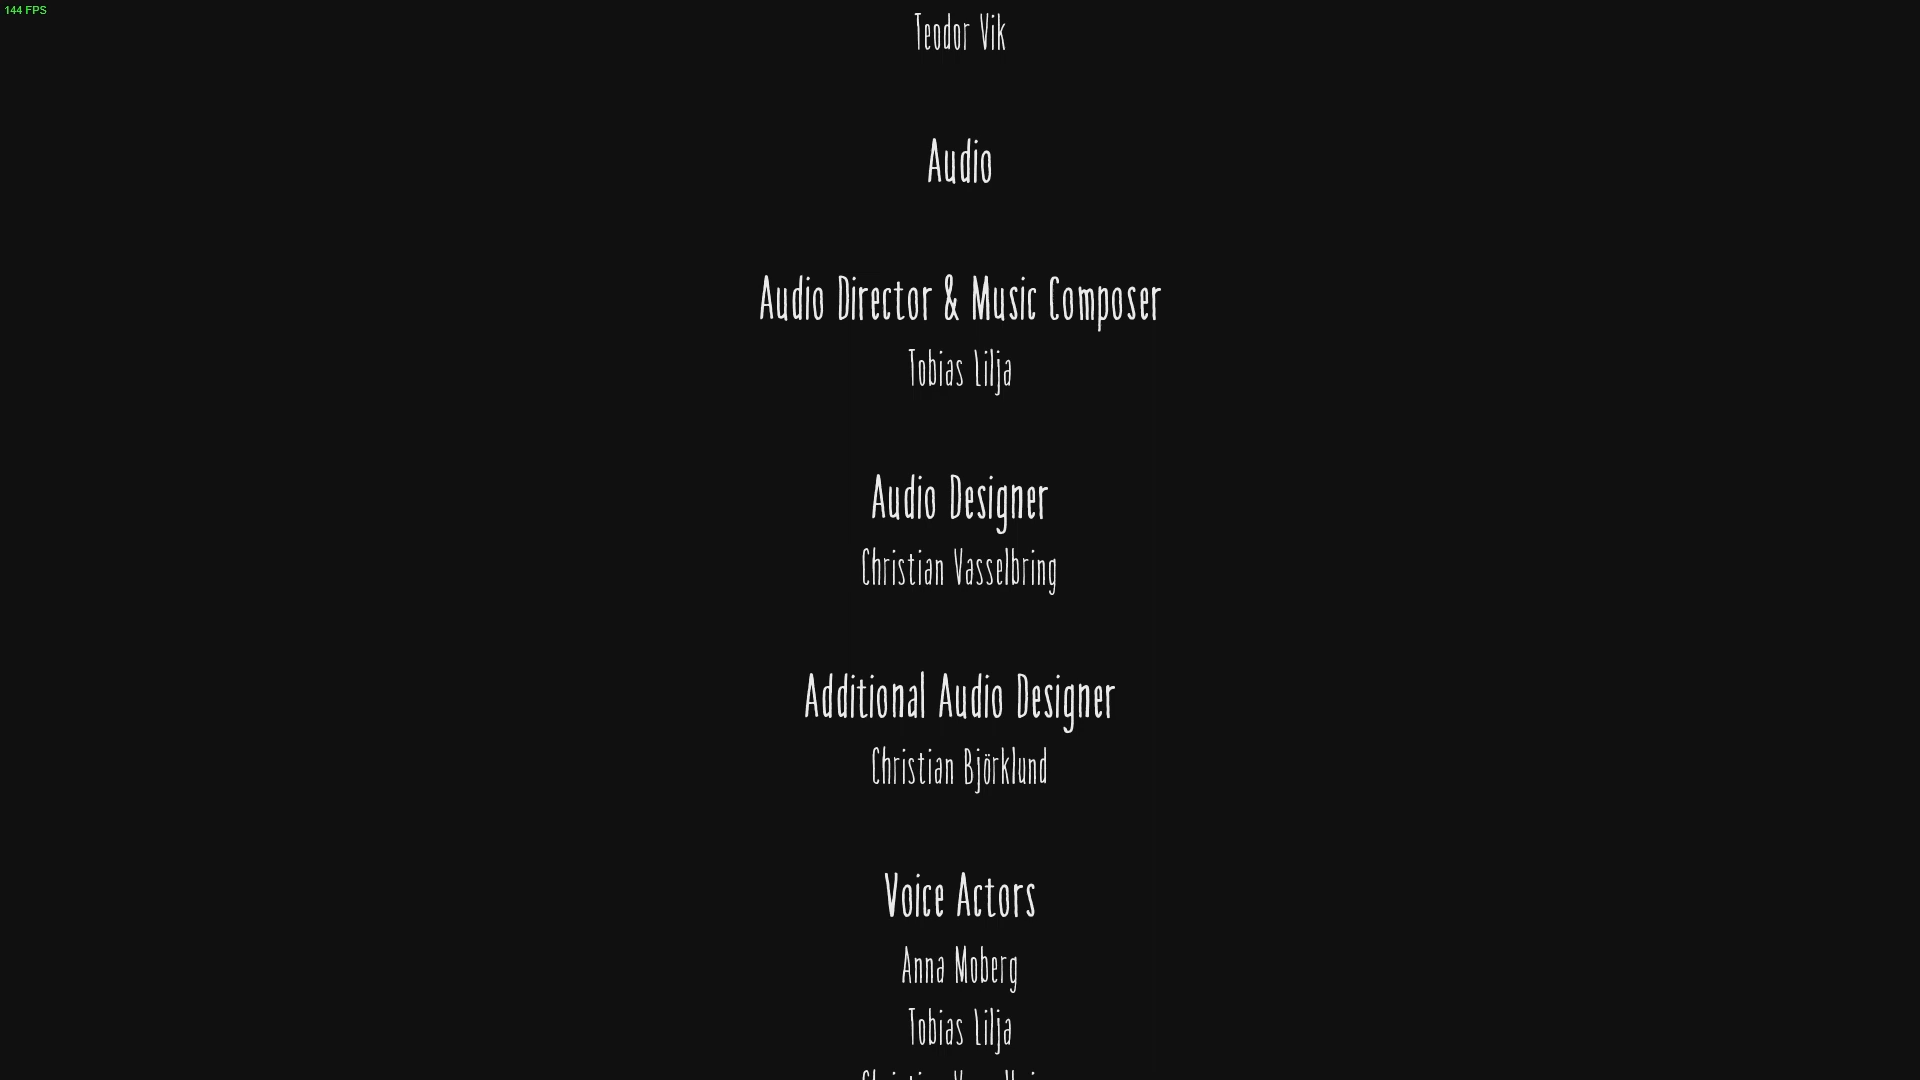 144 FPS
Teodor Vik
Audio
Audio Director & Music Composer
Tobias Lilja
Audio Designer
Christian Vasselbring
Additional Audio Designer
Christian Björklund
Voice Actors
Anna Moberg
Tobias Lilja